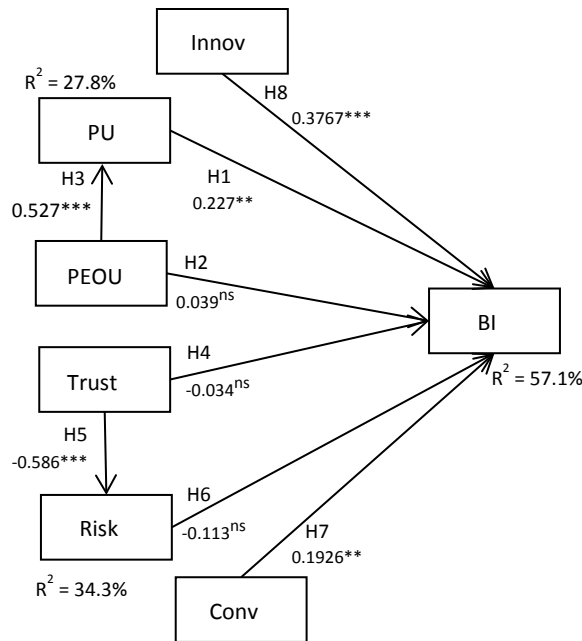 Innov
R² = 27.8%
H8
0.3767***
PU
H1
0.227**
H3
0.527***
PEOU
H2
0.039ⁿˢ
BI
R² = 57.1%
Trust
H4
-0.034ⁿˢ
H5
-0.586***
Risk
H6
-0.113ⁿˢ
H7
0.1926**
R² = 34.3%
Conv